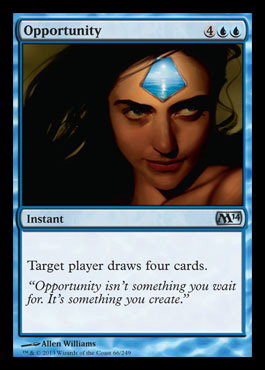 Opportunity 4
Instant M14
Target player draws four cards.
“Opportunity isn’t something you wait
for. It’s something you create.”
Allen Williams
™ & © 2013 Wizards of the Coast 66/249